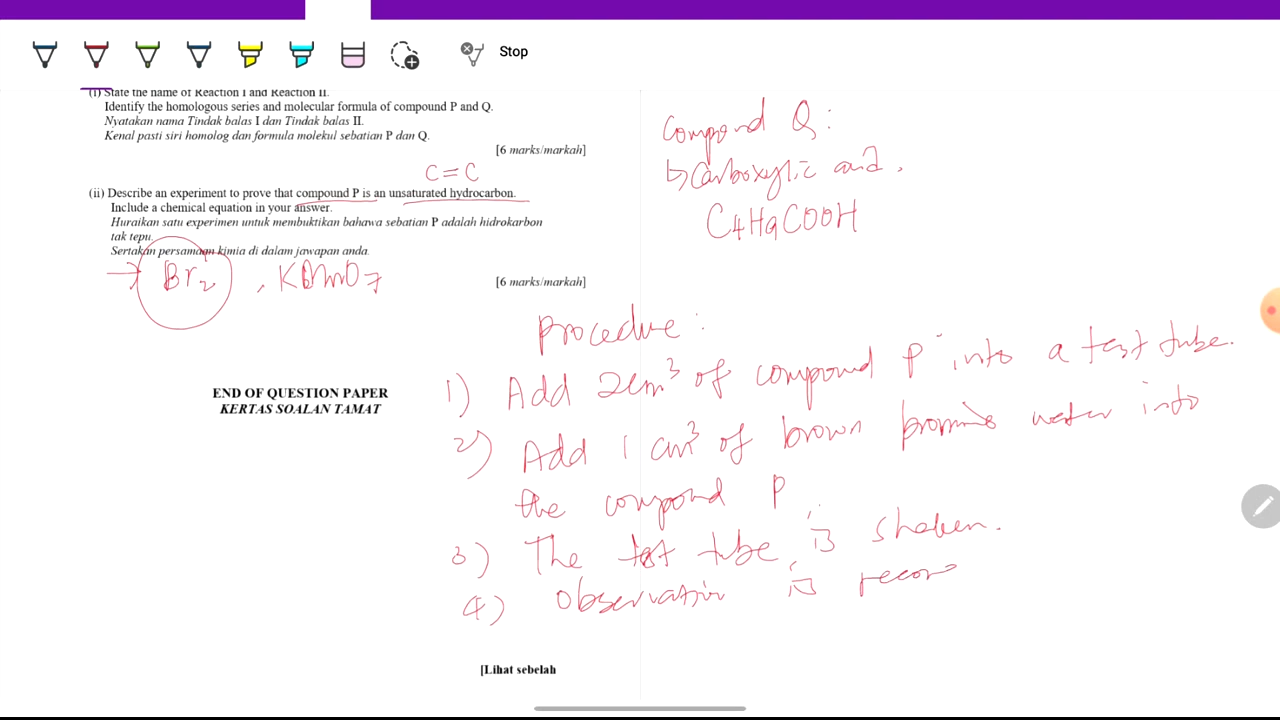 Stop
(i) State the name of Reaction I and Reaction II.
Identify the homologous series and molecular formula of compound P and Q.
Nyatakan nama Tindak balas I dan Tindak balas II.
Kenal pasti siri homolog dan formula molekul sebatian P dan Q.
[6 marks/markah]
C=C
(ii) Describe an experiment to prove that compound P is an unsaturated hydrocarbon.
Include a chemical equation in your answer.
Huraikan satu experimen untuk membuktikan bahawa sebatian P adalah hidrokarbon
tak tepu.
Sertakan persamaan kimia di dalam jawapan anda.
[6 marks/markah]
→ Br2 ,
END OF QUESTION PAPER
KERTAS SOALAN TAMAT
Compound Q:
↳ Carboxylic acid.
C4H9COOH
Procedure:
1) Add 2cm3 of compound P into a test tube.
2) Add 1 cm3 of brown bromine water into
the compound P
3) The test tube is shaken.
4) Observation is recor
[Lihat sebelah